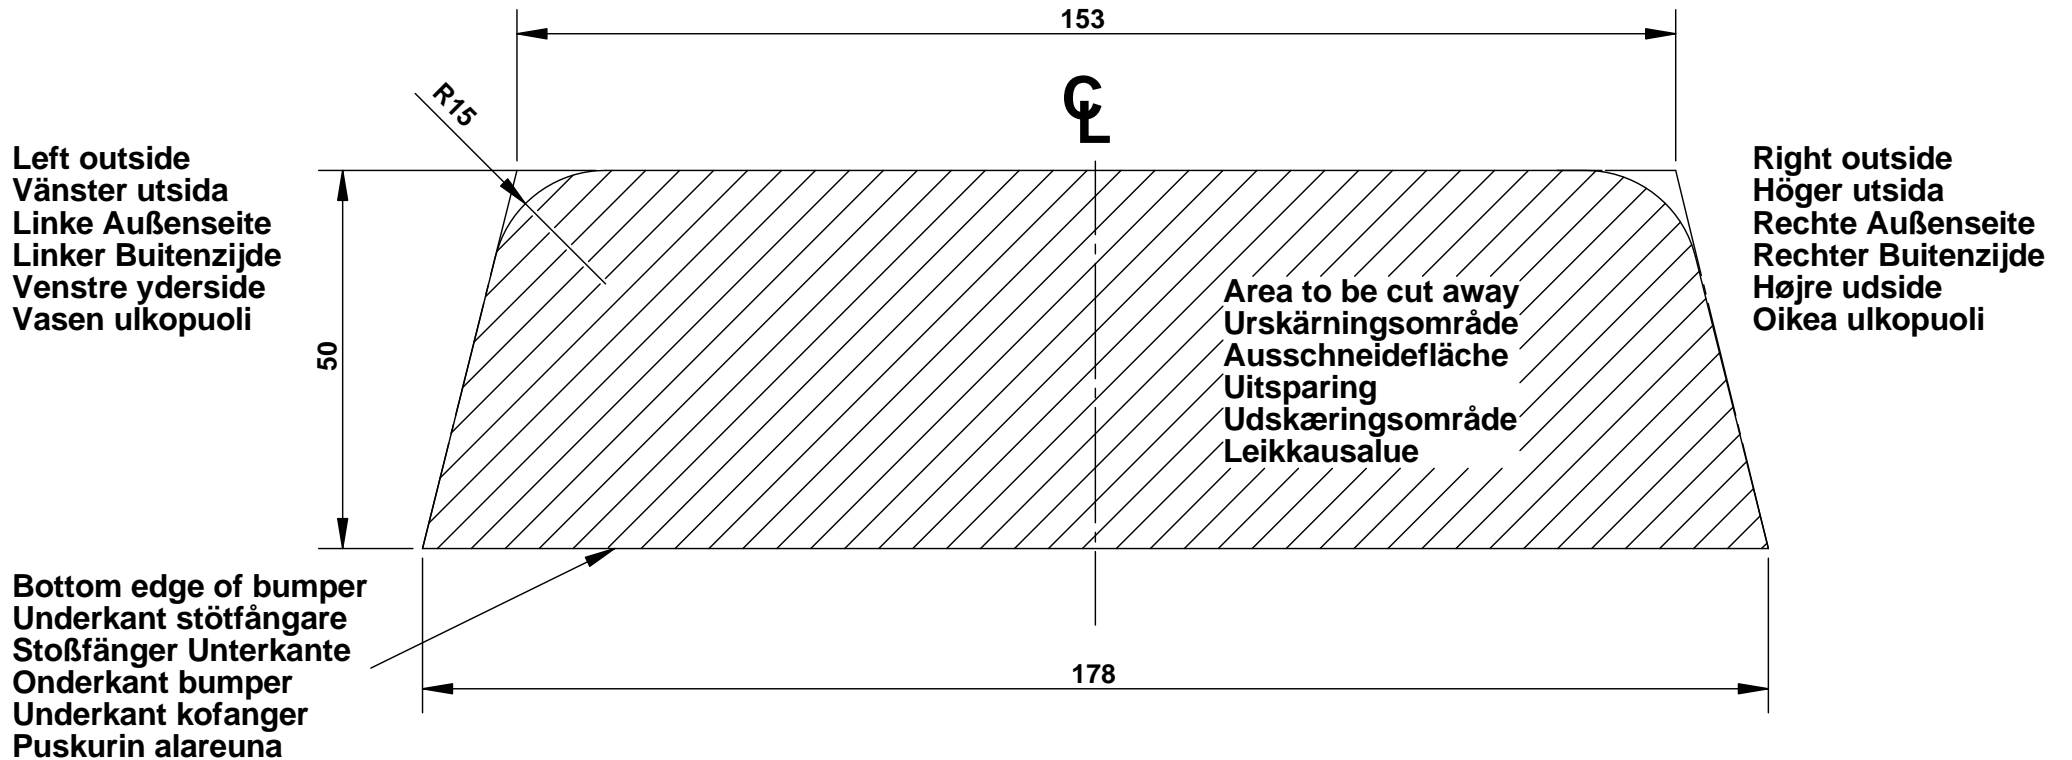 153
℄
R15
Left outside
Vänster utsida
Linke Außenseite
Linker Buitenzijde
Venstre yderside
Vasen ulkopuoli
Right outside
Höger utsida
Rechte Außenseite
Rechter Buitenzijde
Højre udside
Oikea ulkopuoli
50
Area to be cut away
Urskärningsområde
Ausschneidefläche
Uitsparing
Udskæringsområde
Leikkausalue
Bottom edge of bumper
Underkant stötfångare
Stoßfänger Unterkante
Onderkant bumper
Underkant kofanger
Puskurin alareuna
178